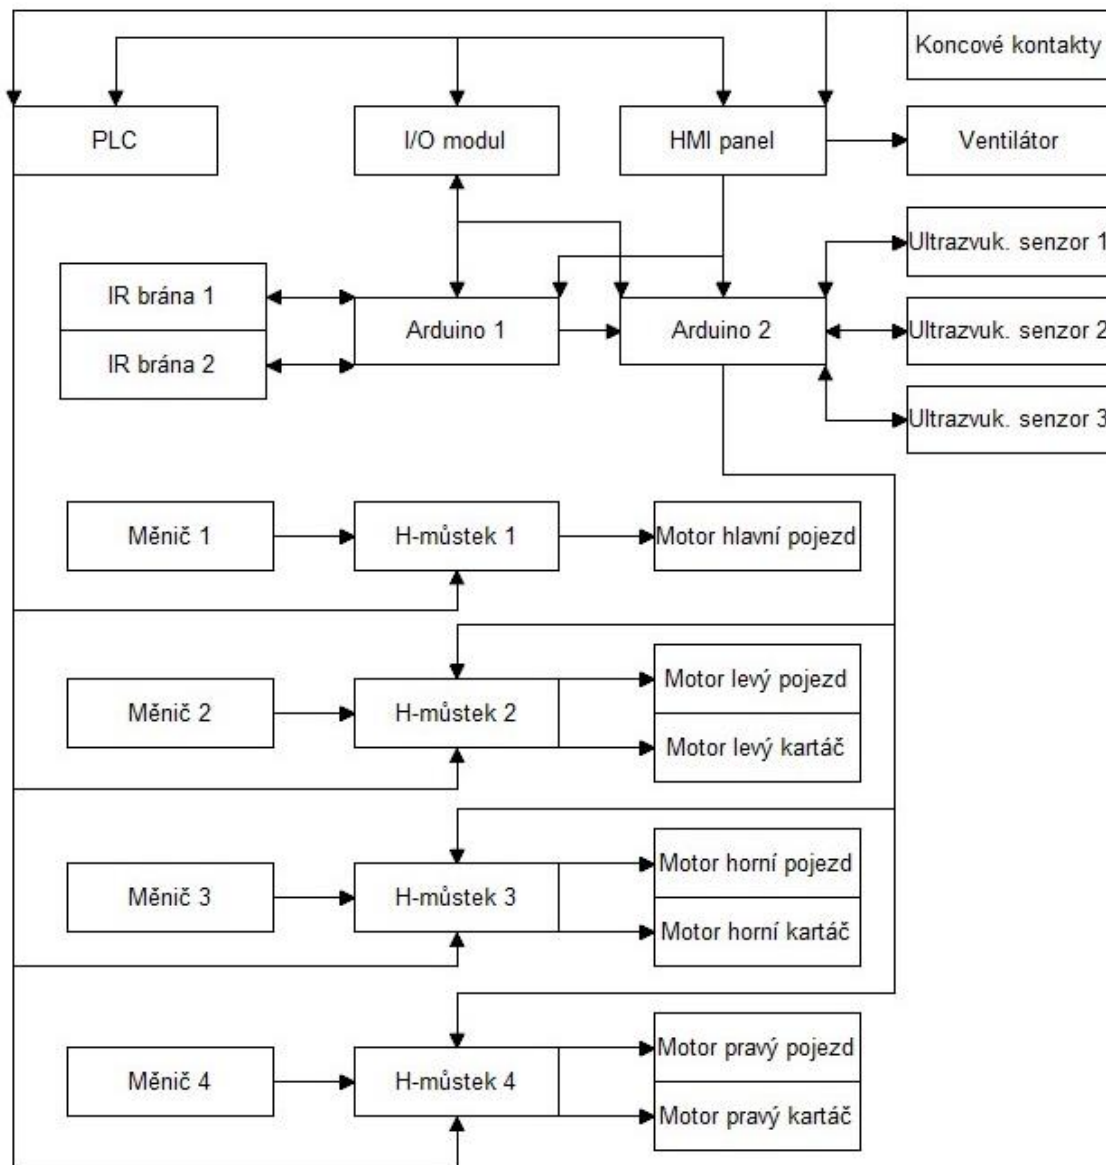 Koncové kontakty
PLC
I/O modul
HMI panel
Ventilátor
Ultrazvuk. senzor 1
IR brána 1
Arduino 1
Arduino 2
Ultrazvuk. senzor 2
IR brána 2
Ultrazvuk. senzor 3
Měnič 1
H-můstek 1
Motor hlavní pojezd
Měnič 2
H-můstek 2
Motor levý pojezd
Motor levý kartáč
Měnič 3
H-můstek 3
Motor horní pojezd
Motor horní kartáč
Měnič 4
H-můstek 4
Motor pravý pojezd
Motor pravý kartáč